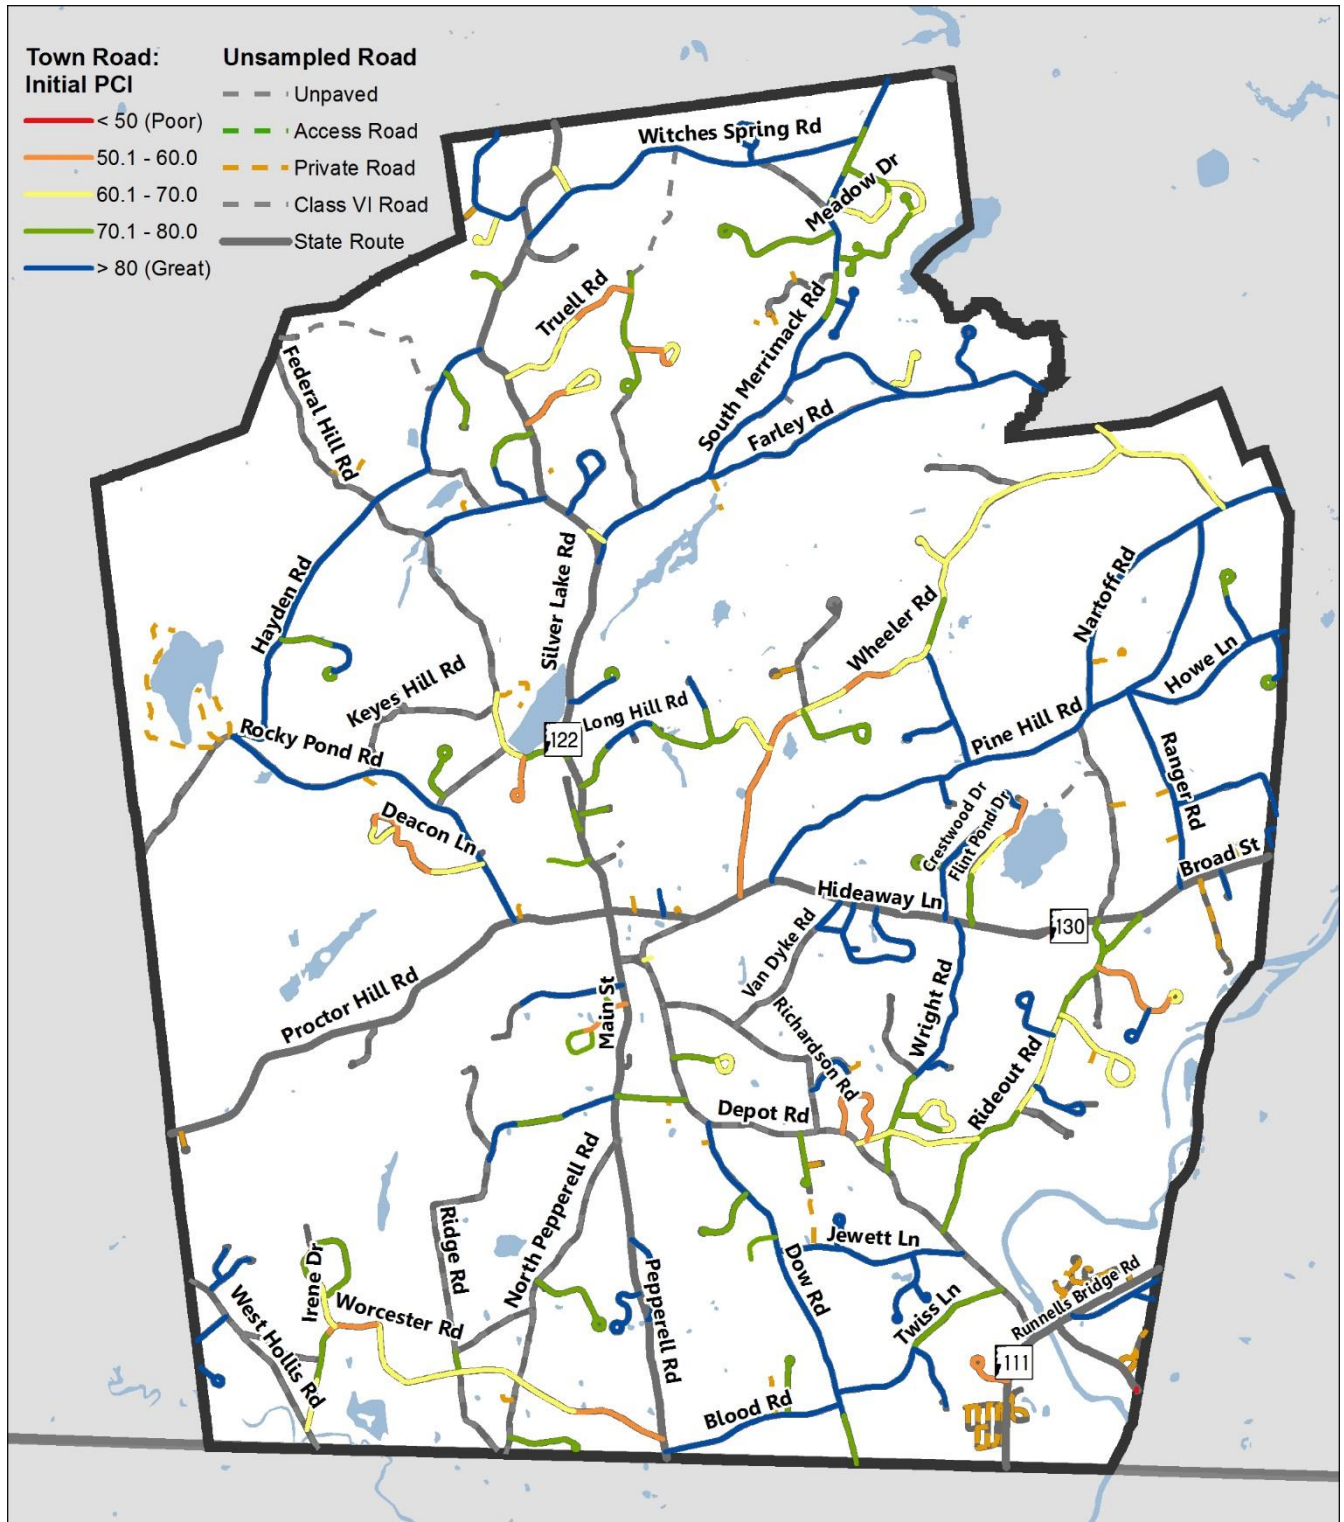 Town Road:
Initial PCI
< 50 (Poor)
50.1 - 60.0
60.1 - 70.0
70.1 - 80.0
> 80 (Great)
Unsampled Road
Unpaved
Access Road
Private Road
Class VI Road
State Route
Witches Spring Rd
Meadow Dr
Truell Rd
South Merrimack Rd
Federal Hill Rd
Farley Rd
Hayden Rd
Silver Lake Rd
Nartoff Rd
Wheeler Rd
Howe Ln
Keyes Hill Rd
Long Hill Rd
Rocky Pond Rd
122
Pine Hill Rd
Ranger Rd
Deacon Ln
Crestwood Dr
Flint Pond Dr
Broad St
Hideaway Ln
130
Van Dyke Rd
Proctor Hill Rd
Main St
Wright Rd
Richardson Rd
Rideout Rd
Depot Rd
North Pepperell Rd
Ridge Rd
Jewett Ln
Irene Dr
Dow Rd
Pepperell Rd
Runnells Bridge Rd
West Hollis Rd
Worcester Rd
Twiss Ln
111
Blood Rd